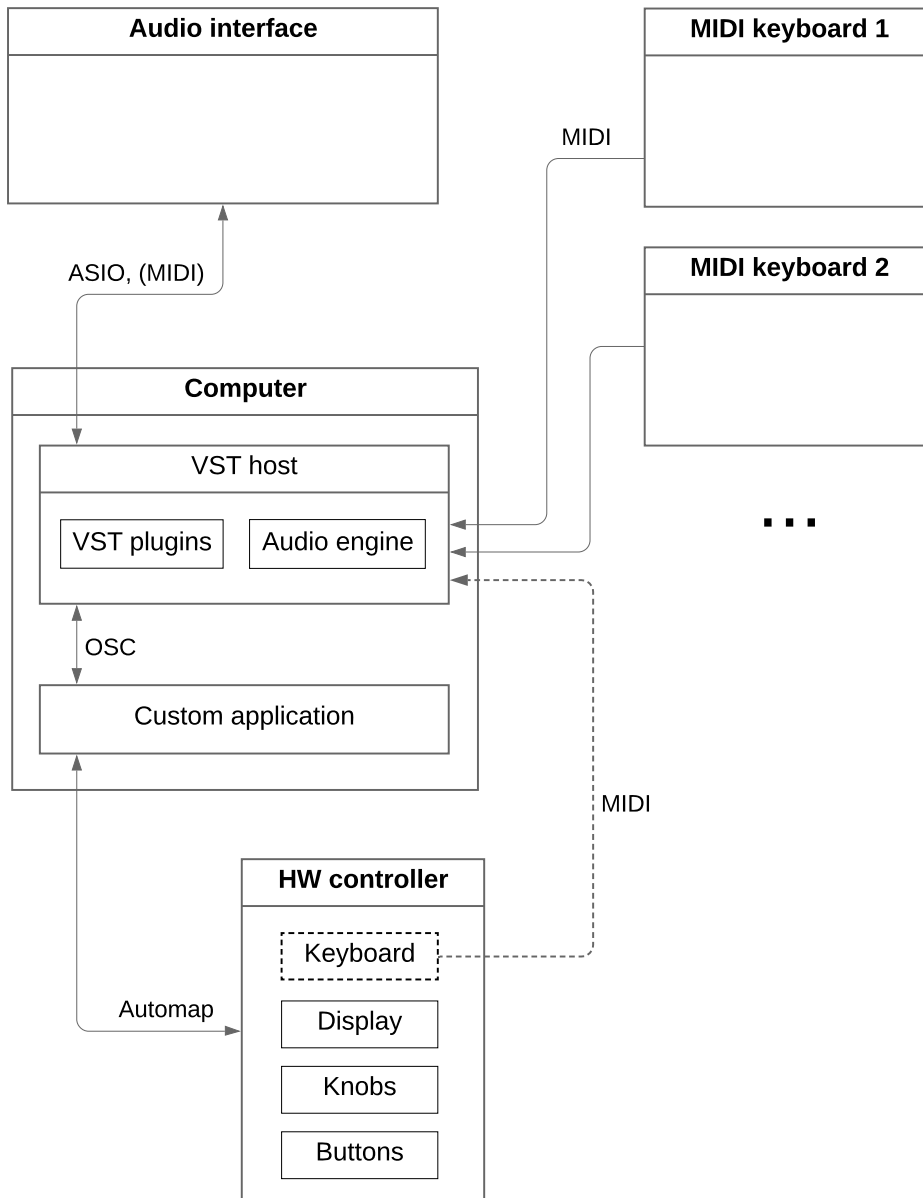 Audio interface
MIDI keyboard 1
MIDI
MIDI keyboard 2
ASIO, (MIDI)
Computer
VST host
...
VST plugins
Audio engine
OSC
Custom application
MIDI
HW controller
Keyboard
Automap
Display
Knobs
Buttons